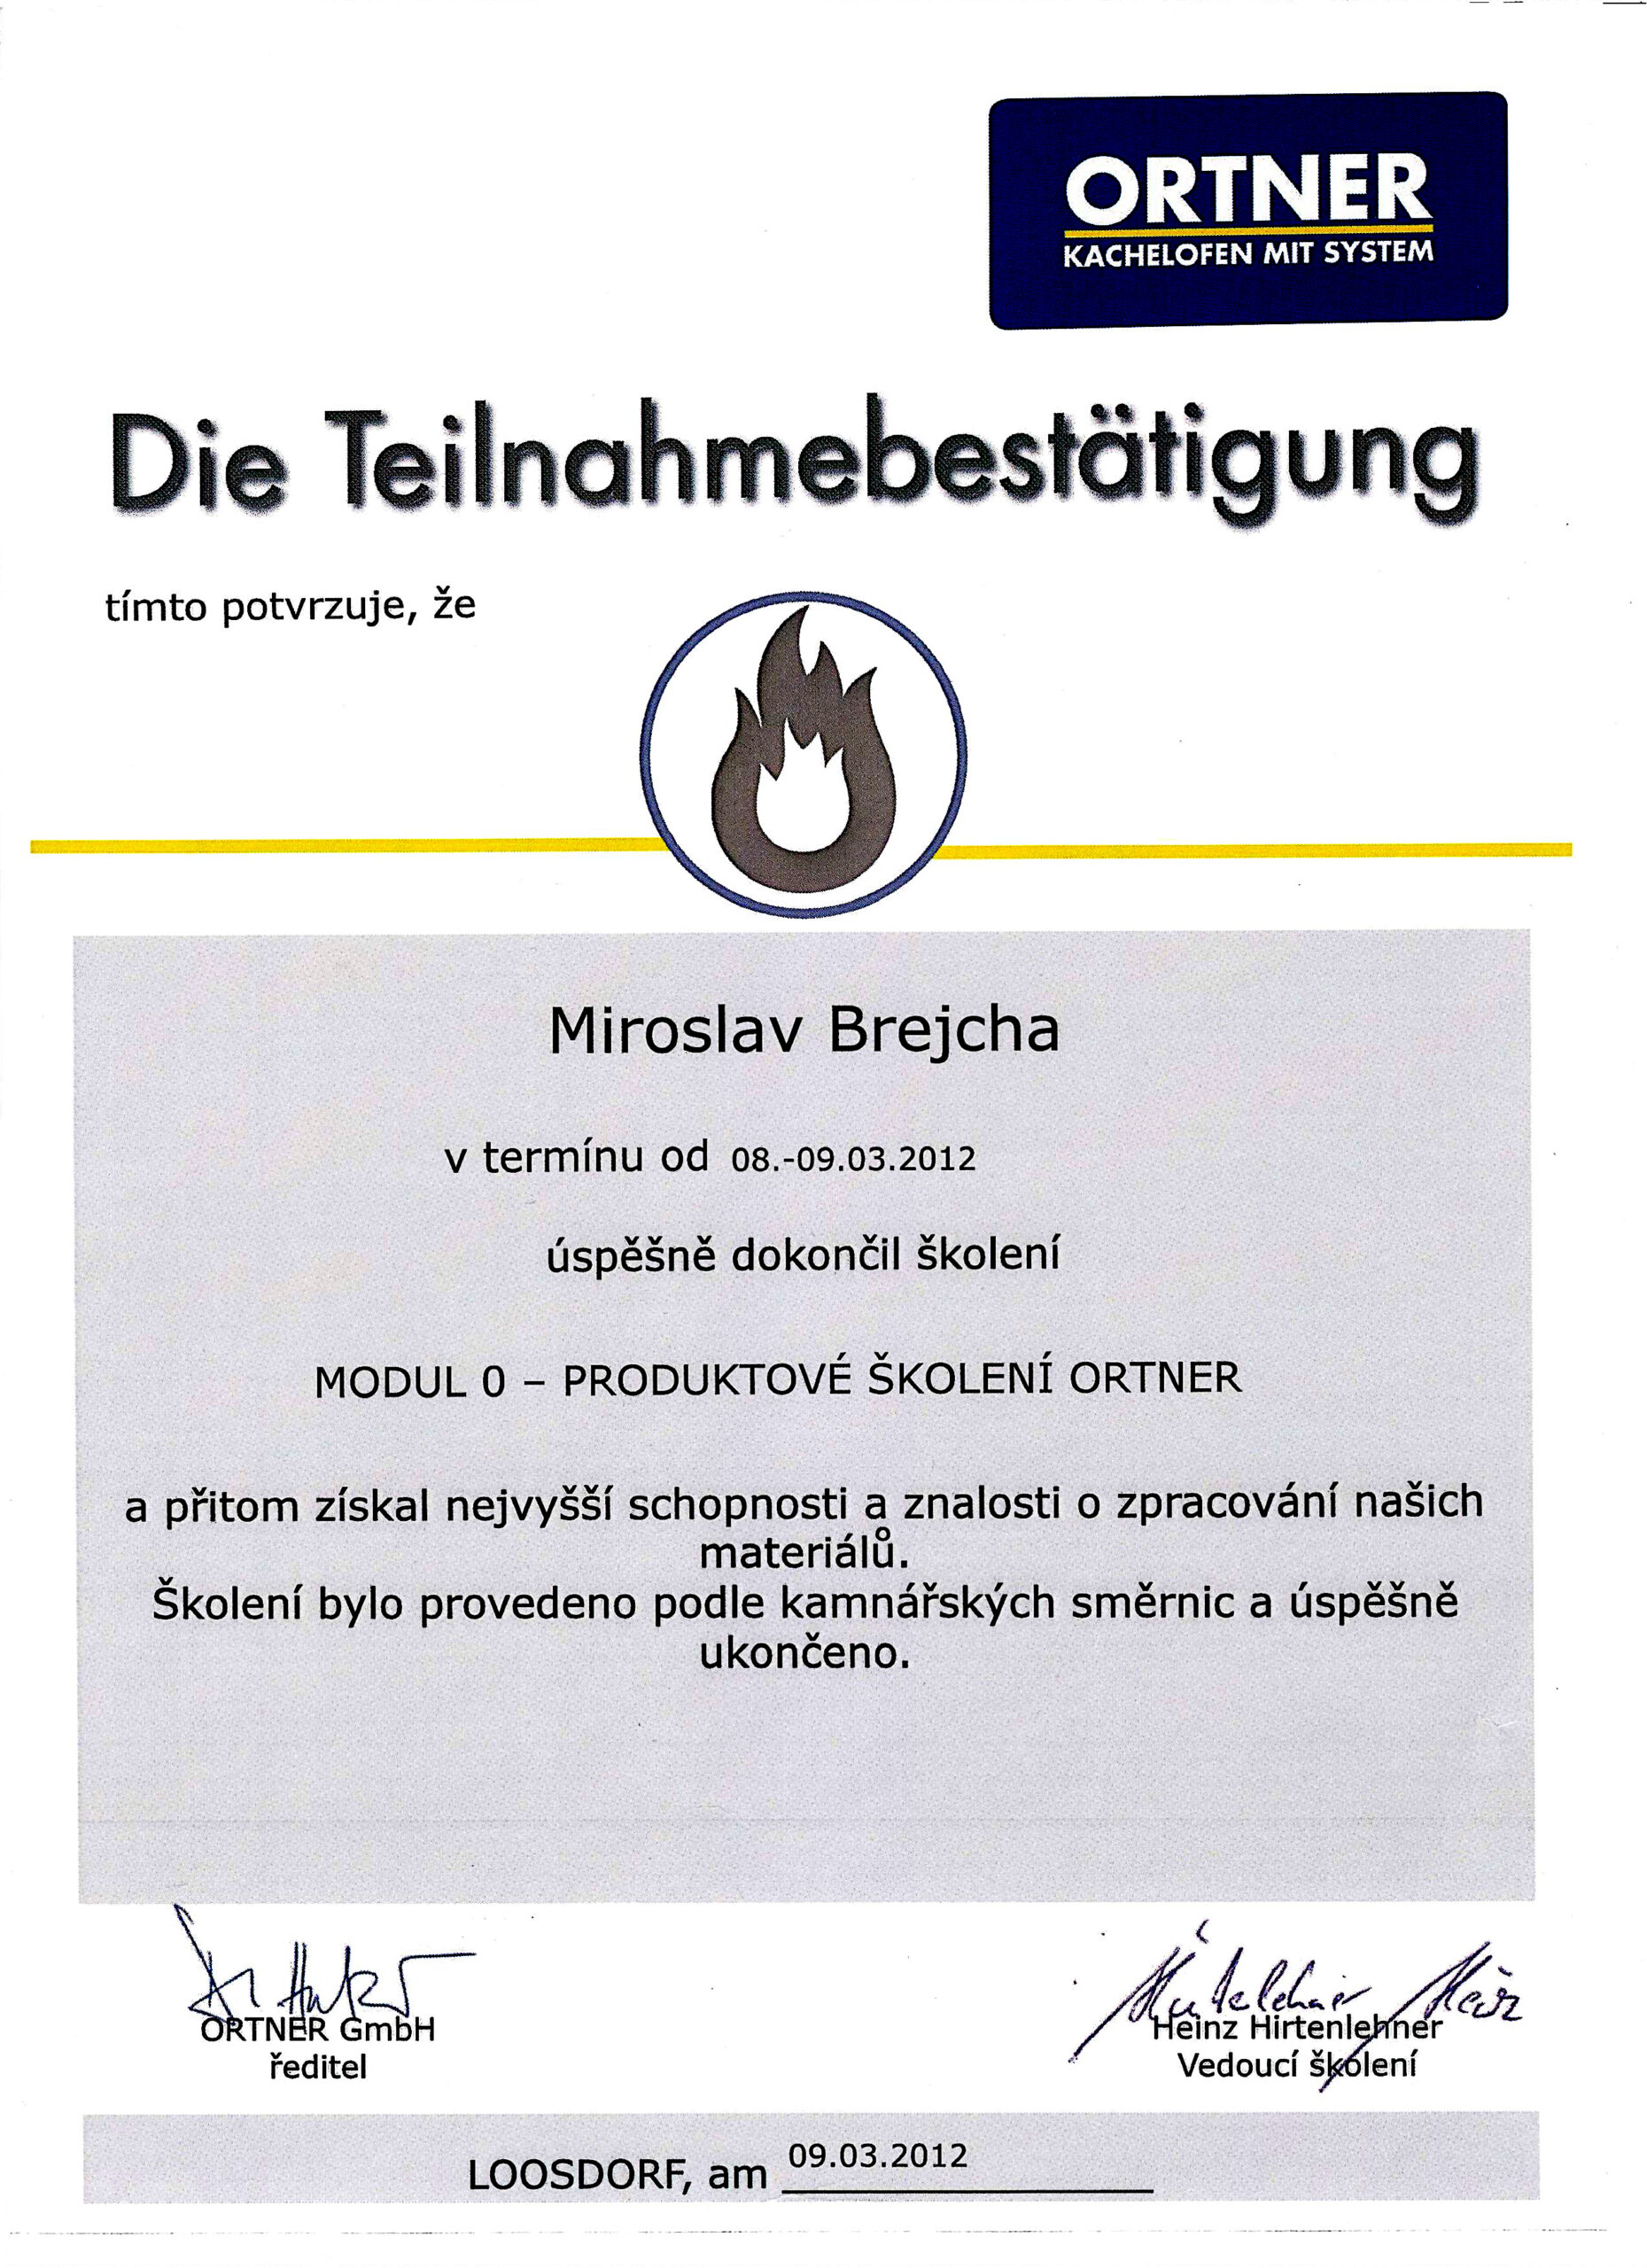 ORTNER
KACHELOFEN MIT SYSTEM
Die Teilnahmebestätigung
tímto potvrzuje, že
Miroslav Brejcha
v termínu od 08.-09.03.2012
úspěšně dokončil školení
MODUL 0 – PRODUKTOVÉ ŠKOLENÍ ORTNER
a přitom získal nejvyšší schopnosti a znalosti o zpracování našich
materiálů.
Školení bylo provedeno podle kamnářských směrnic a úspěšně
ukončeno.
ORTNER GmbH
ředitel
Heinz Hirtenlehner
Vedoucí školení
LOOSDORF, am 09.03.2012